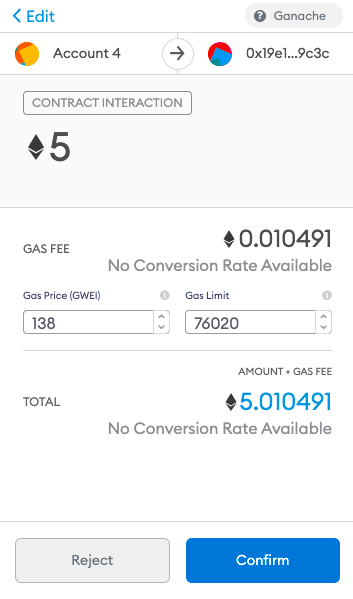 Edit
Ganache
Account 4
0x19e1...9c3c
CONTRACT INTERACTION
5
GAS FEE
0.010491
No Conversion Rate Available
Gas Price (GWEI)
Gas Limit
138
76020
AMOUNT + GAS FEE
TOTAL
5.010491
No Conversion Rate Available
Reject
Confirm